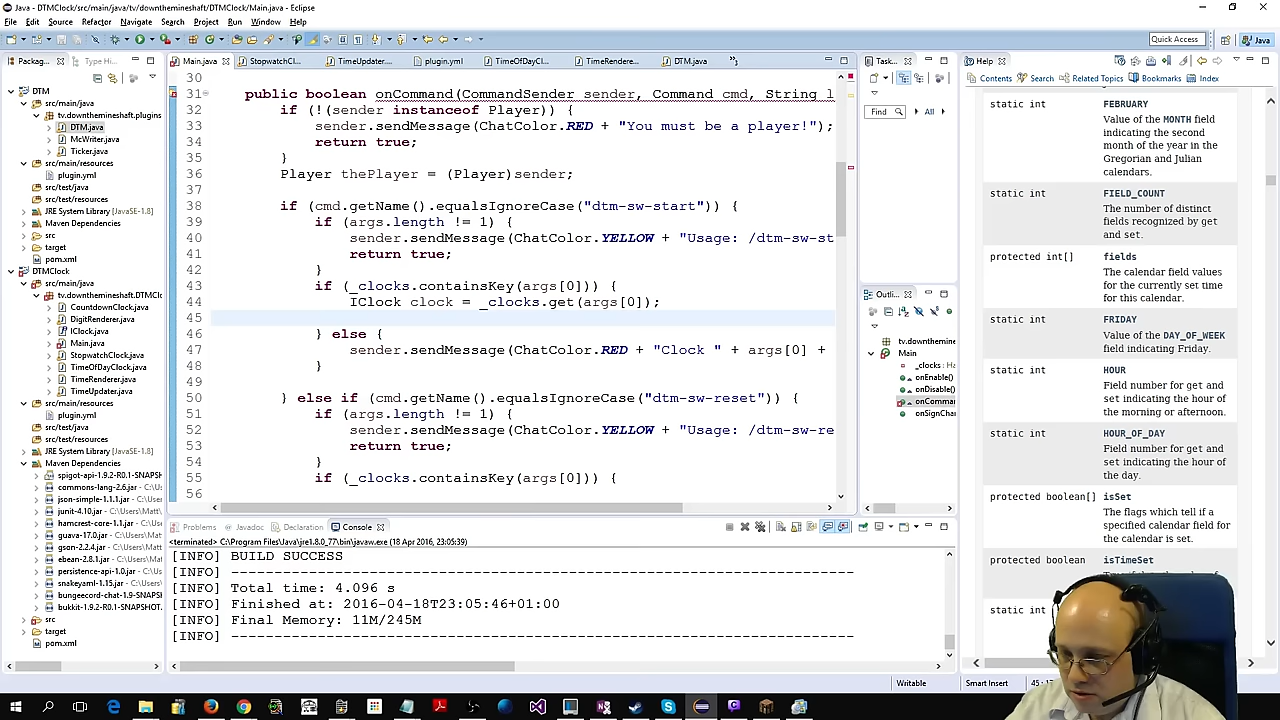 Java - DTMClock/src/main/java/tv/downthemineshaft/DTMClock/Main.java - Eclipse
File Edit Source Refactor Navigate Search Project Run Window Help
Quick Access
Java
Packag...
Type Hi...
DTM
src/main/java
tv.downthemineshaft.plugins
DTM.java
McWriter.java
Ticker.java
src/main/resources
plugin.yml
src/test/java
src/test/resources
JRE System Library [JavaSE-1.8]
Maven Dependencies
src
target
pom.xml
DTMClock
src/main/java
tv.downthemineshaft.DTMCl
CountdownClock.java
DigitRenderer.java
IClock.java
Main.java
StopwatchClock.java
TimeOfDayClock.java
TimeRenderer.java
TimeUpdater.java
src/main/resources
plugin.yml
src/test/java
src/test/resources
JRE System Library [JavaSE-1.8]
Maven Dependencies
spigot-api-1.9.2-R0.1-SNAPSH
commons-lang-2.6.jar - C:\U
json-simple-1.1.1.jar - C:\Us
junit-4.10.jar - C:\Users\Matt
hamcrest-core-1.1.jar - C:\Us
guava-17.0.jar - C:\Users\Mat
gson-2.2.4.jar - C:\Users\Mat
ebean-2.8.1.jar - C:\Users\M
persistence-api-1.0.jar - C:\U
snakeyaml-1.15.jar - C:\User
bungeecord-chat-1.9-SNAPS
bukkit-1.9.2-R0.1-SNAPSHOT
src
target
pom.xml
Main.java
StopwatchCl...
TimeUpdater....
plugin.yml
TimeOfDayCl...
TimeRendere...
DTM.java
30
31 public boolean onCommand(CommandSender sender, Command cmd, String l
32 if (!(sender instanceof Player)) {
33 sender.sendMessage(ChatColor.RED + "You must be a player!");
34 return true;
35 }
36 Player thePlayer = (Player)sender;
37
38 if (cmd.getName().equalsIgnoreCase("dtm-sw-start")) {
39 if (args.length != 1) {
40 sender.sendMessage(ChatColor.YELLOW + "Usage: /dtm-sw-st
41 return true;
42 }
43 if (_clocks.containsKey(args[0])) {
44 IClock clock = _clocks.get(args[0]);
45
46 } else {
47 sender.sendMessage(ChatColor.RED + "Clock " + args[0] +
48 }
49
50 } else if (cmd.getName().equalsIgnoreCase("dtm-sw-reset")) {
51 if (args.length != 1) {
52 sender.sendMessage(ChatColor.YELLOW + "Usage: /dtm-sw-re
53 return true;
54 }
55 if (_clocks.containsKey(args[0])) {
56
Problems
Javadoc
Declaration
Console
<terminated> C:\Program Files\Java\jre1.8.0_77\bin\javaw.exe (18 Apr 2016, 23:05:39)
[INFO] BUILD SUCCESS
[INFO] ------------------------------------------------------------------------
[INFO] Total time: 4.096 s
[INFO] Finished at: 2016-04-18T23:05:46+01:00
[INFO] Final Memory: 11M/245M
[INFO] ------------------------------------------------------------------------
Task...
Find
All
Outli...
tv.downthemine
Main
_clocks : Ha
onEnable()
onDisable()
onComma
onSignChar
Help
Contents
Search
Related Topics
Bookmarks
Index
static int FEBRUARY
Value of the MONTH field
indicating the second
month of the year in the
Gregorian and Julian
calendars.
static int FIELD_COUNT
The number of distinct
fields recognized by get
and set.
protected int[] fields
The calendar field values
for the currently set time
for this calendar.
static int FRIDAY
Value of the DAY_OF_WEEK
field indicating Friday.
static int HOUR
Field number for get and
set indicating the hour of
the morning or afternoon.
static int HOUR_OF_DAY
Field number for get and
set indicating the hour of
the day.
protected boolean[] isSet
The flags which tell if a
specified calendar field for
the calendar is set.
protected boolean isTimeSet
static int
Writable
Smart Insert